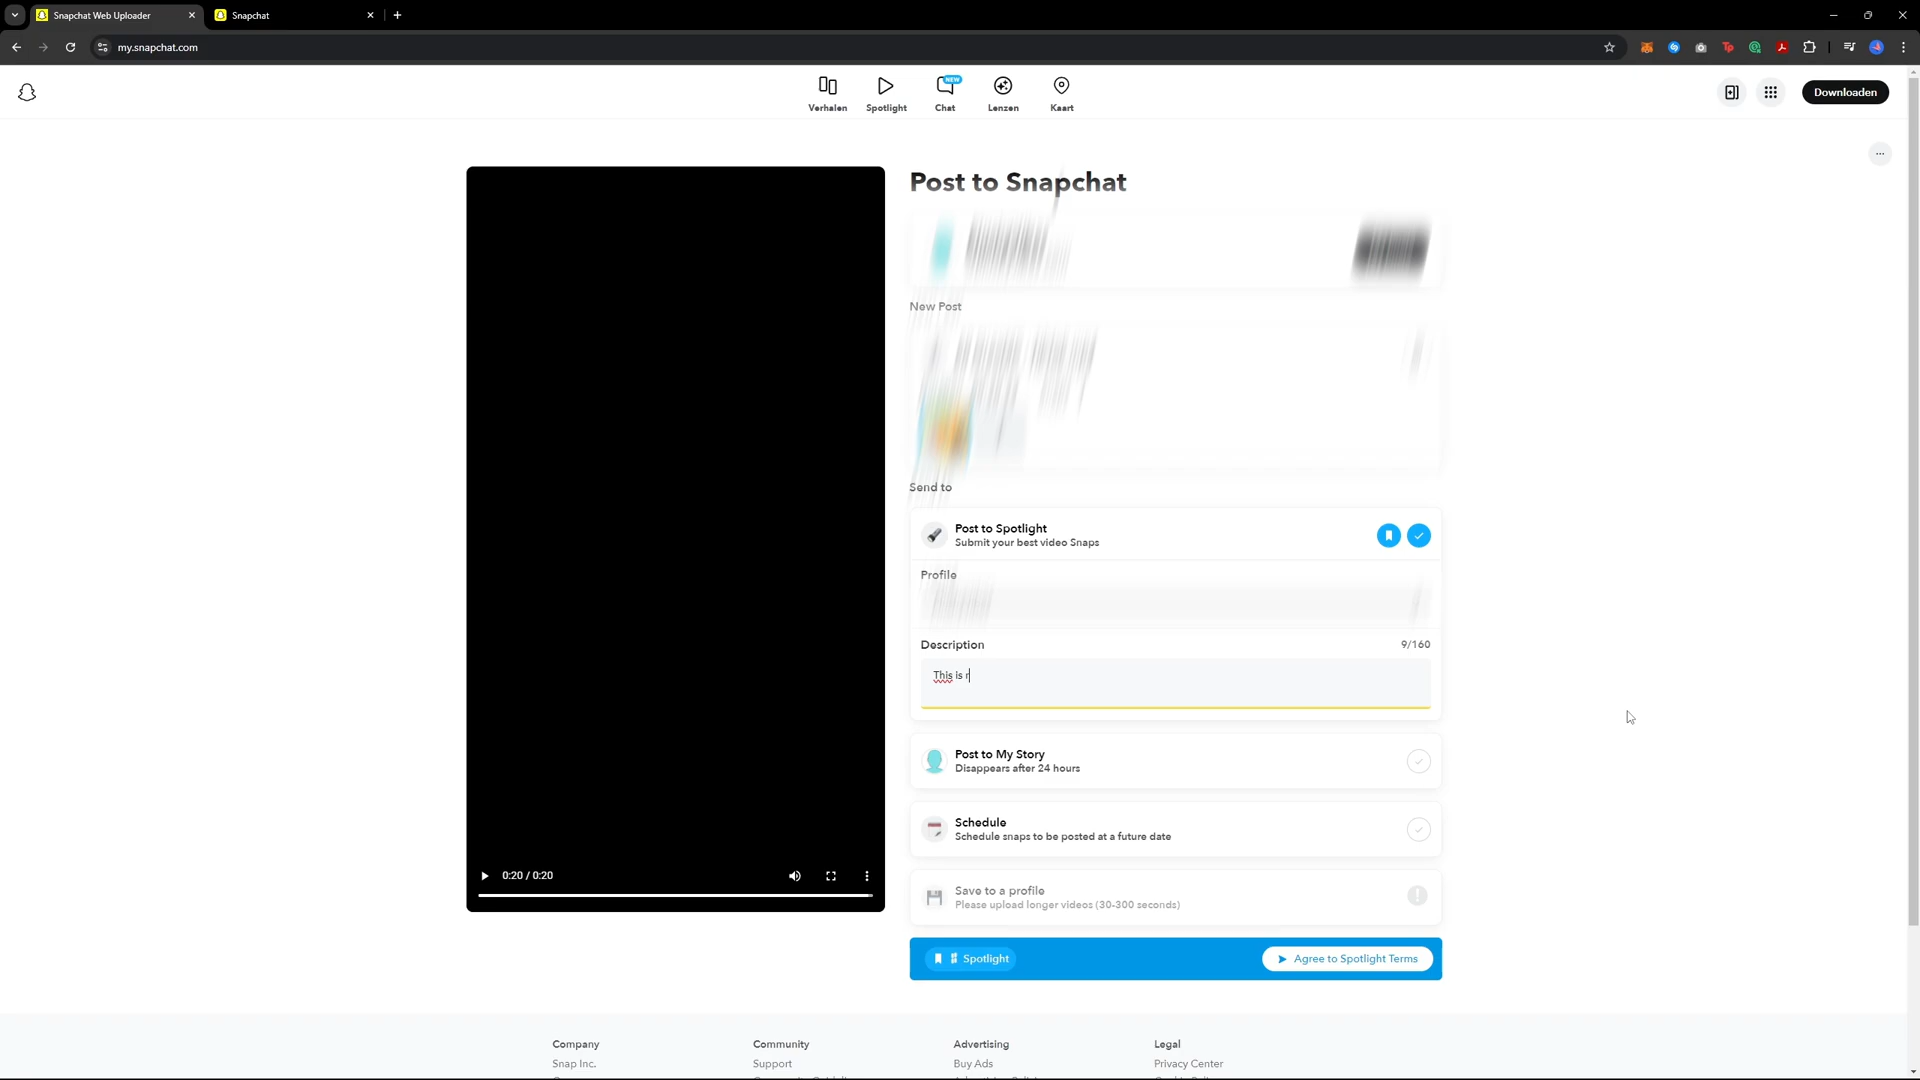 Snapchat Web Uploader
Snapchat
my.snapchat.com
Verhalen
Spotlight
NEW
Chat
Lenzen
Kaart
Downloaden
Post to Snapchat
New Post
Send to
Post to Spotlight
Submit your best video Snaps
Profile
Description 9/160
This is r
Post to My Story
Disappears after 24 hours
Schedule
Schedule snaps to be posted at a future date
Save to a profile
Please upload longer videos (30-300 seconds)
0:20 / 0:20
Spotlight
Agree to Spotlight Terms
Company Community Advertising Legal
Snap Inc. Support Buy Ads Privacy Center